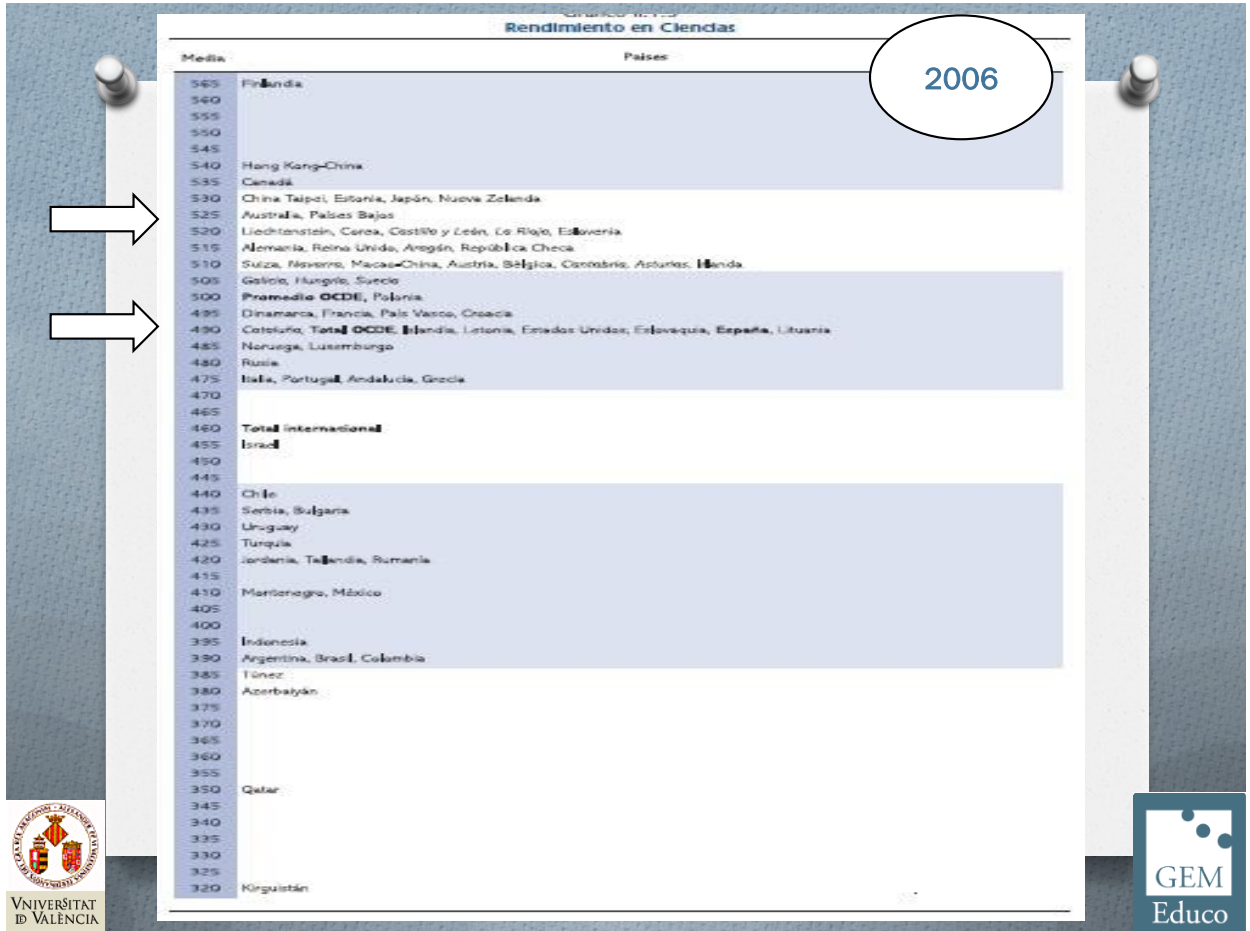 Rendimiento en Ciencias
Media Países
2006
565 Finlandia
560
555
550
545
540 Hong Kong-China
535 Canadá
530 China Taipei, Estonia, Japón, Nueva Zelanda
525 Australia, Países Bajos
520 Liechtenstein, Corea, Castilla y León, La Rioja, Eslovenia
515 Alemania, Reino Unido, Aragón, República Checa
510 Suiza, Navarra, Macao-China, Austria, Bélgica, Cantabria, Asturias, Irlanda
505 Galicia, Hungría, Suecia
500 Promedio OCDE, Polonia
495 Dinamarca, Francia, País Vasco, Croacia
490 Cataluña, Total OCDE, Islandia, Letonia, Estados Unidos, Eslovaquia, España, Lituania
485 Noruega, Luxemburgo
480 Rusia
475 Italia, Portugal, Andalucía, Grecia
470
465
460 Total internacional
455 Israel
450
445
440 Chile
435 Serbia, Bulgaria
430 Uruguay
425 Turquía
420 Jordania, Tailandia, Rumanía
415
410 Montenegro, México
405
400
395 Indonesia
390 Argentina, Brasil, Colombia
385 Túnez
380 Azerbaiyán
375
370
365
360
355
350 Qatar
345
340
335
330
325
320 Kirguistán
VNIVERSITAT
ID VALÈNCIA
GEM
Educo